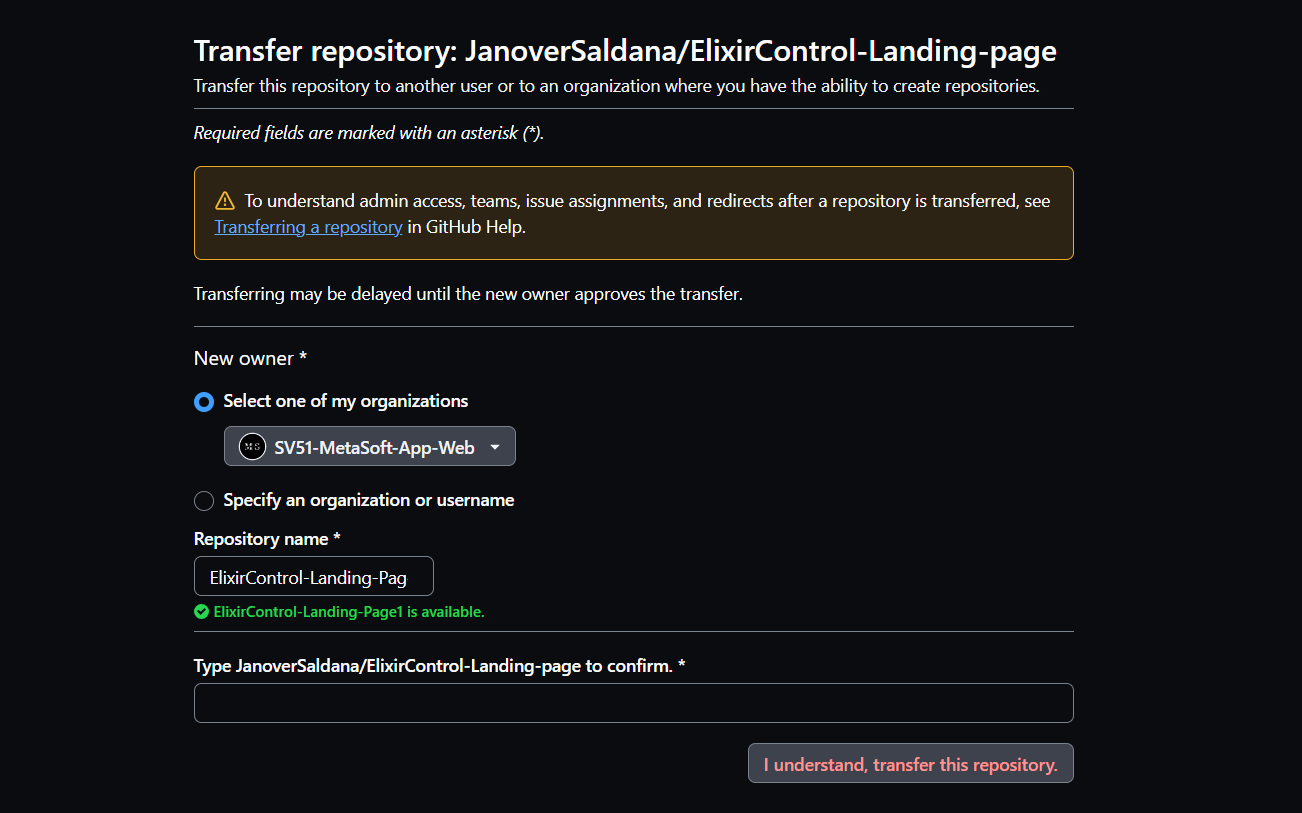 Transfer repository: JanoverSaldana/ElixirControl-Landing-page
Transfer this repository to another user or to an organization where you have the ability to create repositories.
Required fields are marked with an asterisk (*).
To understand admin access, teams, issue assignments, and redirects after a repository is transferred, see
Transferring a repository in GitHub Help.
Transferring may be delayed until the new owner approves the transfer.
New owner *
Select one of my organizations
MS SV51-MetaSoft-App-Web
Specify an organization or username
Repository name *
ElixirControl-Landing-Pag
ElixirControl-Landing-Page1 is available.
Type JanoverSaldana/ElixirControl-Landing-page to confirm. *
I understand, transfer this repository.